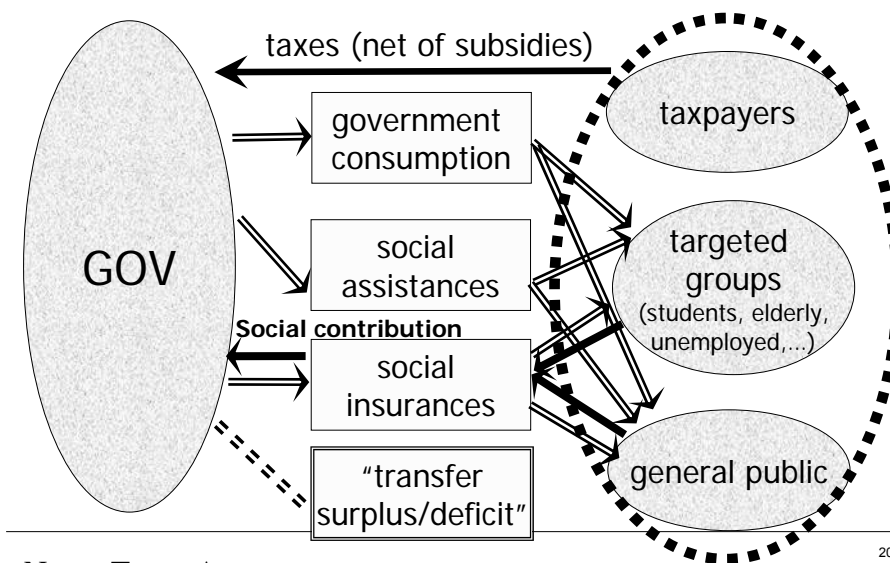 taxes (net of subsidies)
taxpayers
government
consumption
GOV
social
assistances
targeted
groups
(students, elderly,
unemployed,...)
Social contribution
social
insurances
general public
“transfer
surplus/deficit”
20